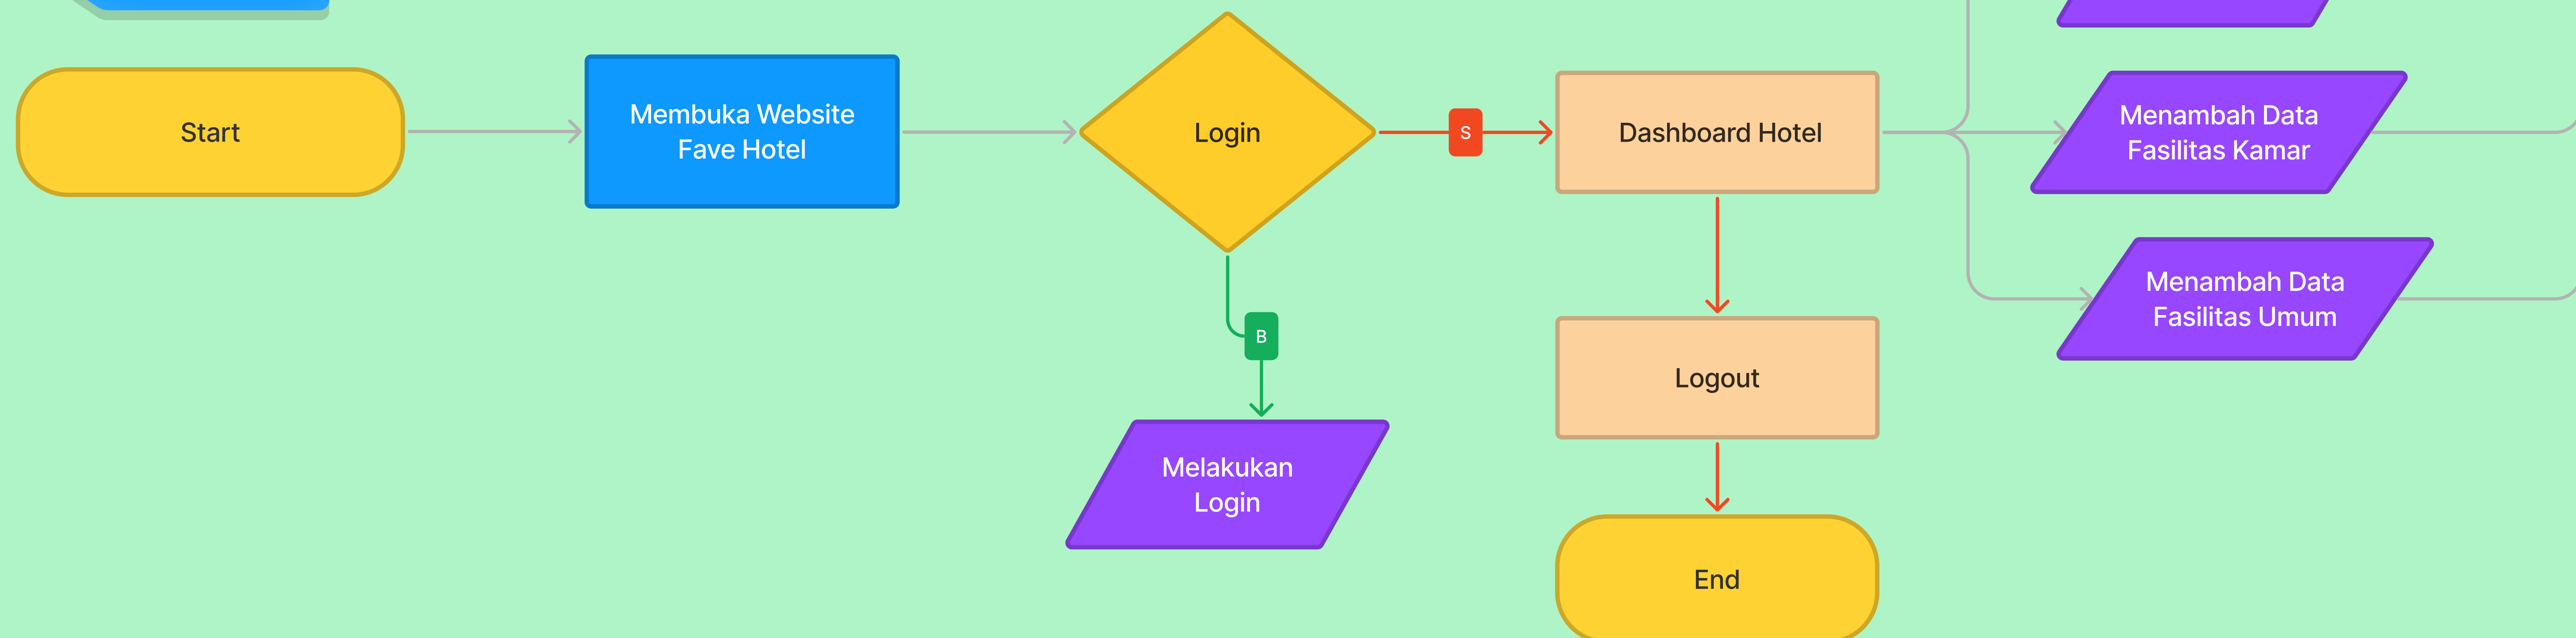 Start
Membuka Website
Fave Hotel
Login
S
Dashboard Hotel
Menambah Data
Fasilitas Kamar
Menambah Data
Fasilitas Umum
B
Logout
Melakukan
Login
End